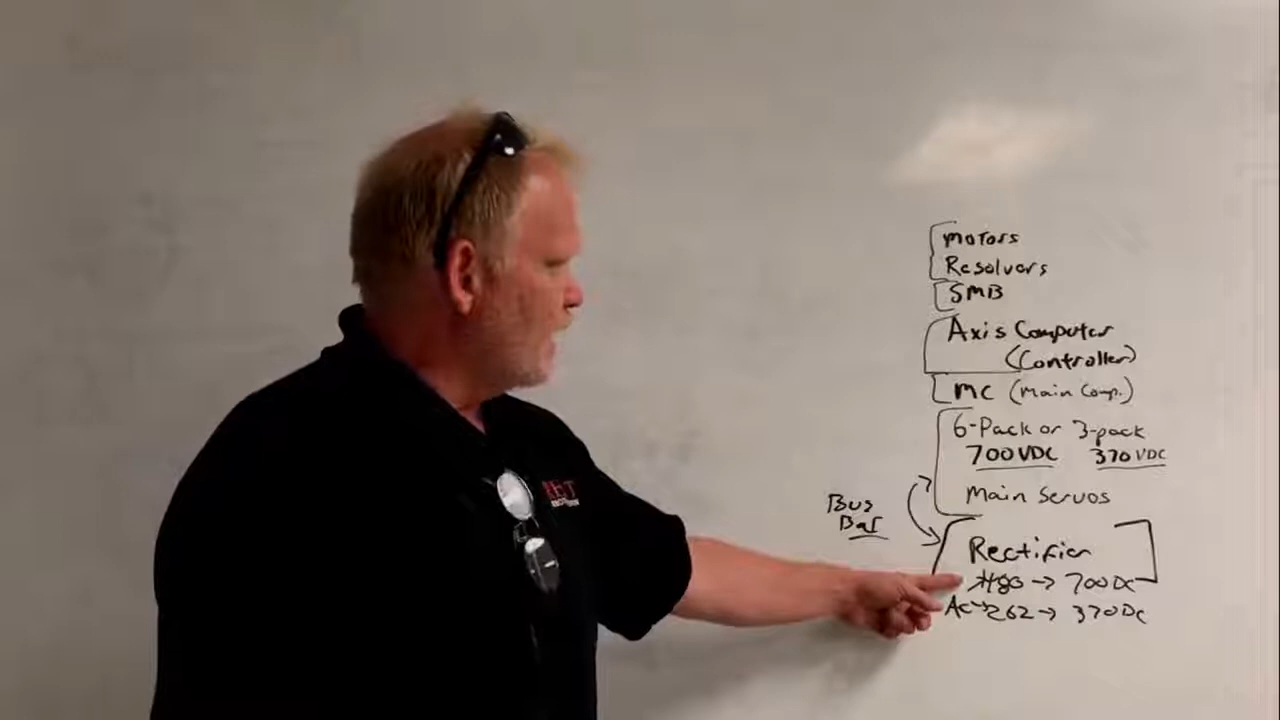 Motors
Resolvers
SMB
Axis Computer
(Controller)
MC (Main Comp.)
6-Pack or 3-pack
700VDC 370VDC
Main Servos
Bus
Bar
Rectifier
480 → 700DC
AC 262 → 370DC